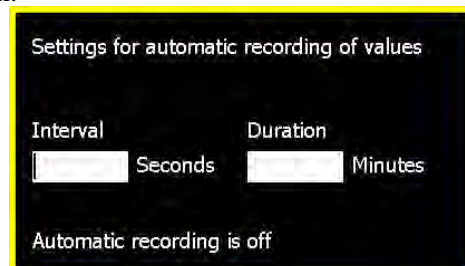 Settings for automatic recording of values
Interval Duration
Seconds Minutes
Automatic recording is off